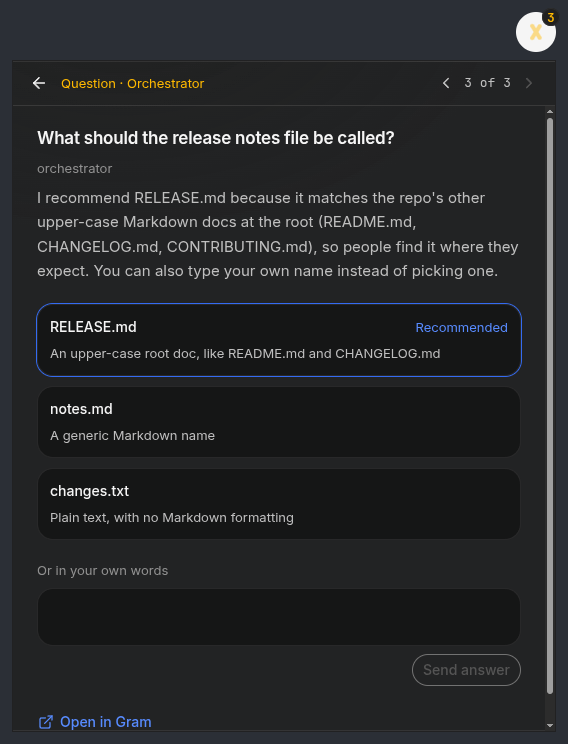 3
Question · Orchestrator
3 of 3
What should the release notes file be called?
orchestrator
I recommend RELEASE.md because it matches the repo's other
upper-case Markdown docs at the root (README.md,
CHANGELOG.md, CONTRIBUTING.md), so people find it where they
expect. You can also type your own name instead of picking one.
RELEASE.md Recommended
An upper-case root doc, like README.md and CHANGELOG.md
notes.md
A generic Markdown name
changes.txt
Plain text, with no Markdown formatting
Or in your own words
Send answer
Open in Gram